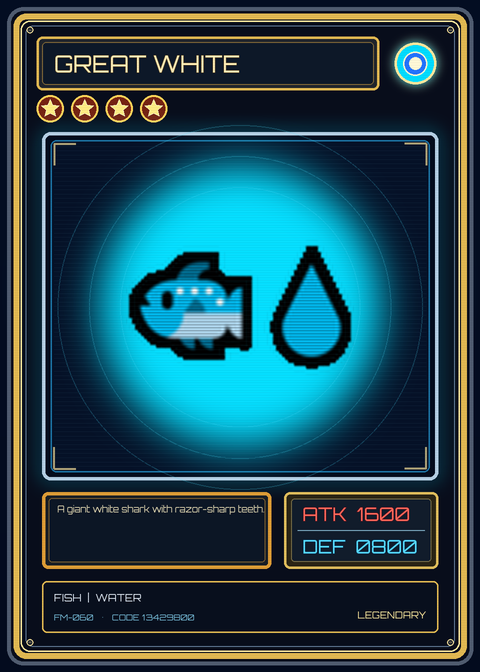 GREAT WHITE
A giant white shark with razor-sharp teeth.
ATK 1600
DEF 0800
FISH | WATER
FM-060 · CODE 13429800
LEGENDARY